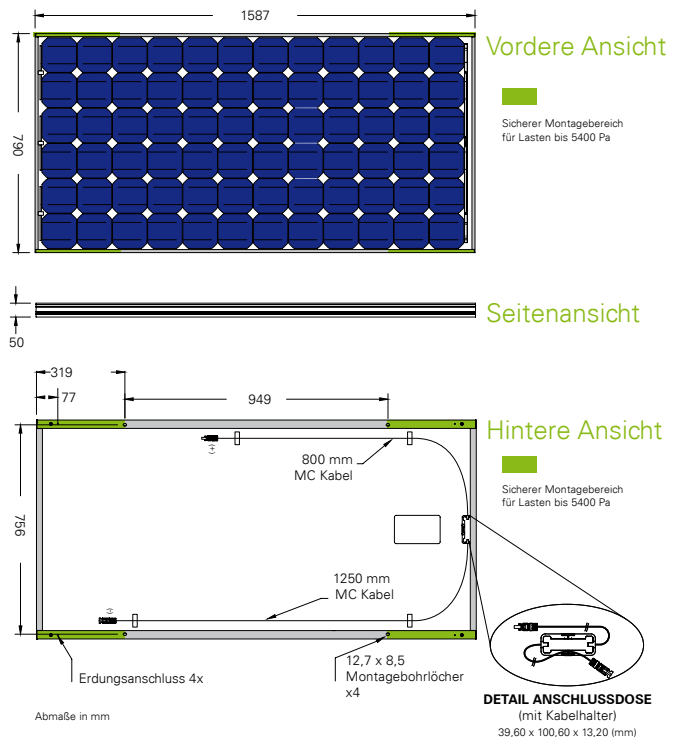 1587
Vordere Ansicht
790
Sicherer Montagebereich
für Lasten bis 5400 Pa
Seitenansicht
50
319
77
949
Hintere Ansicht
(+)
800 mm
MC Kabel
Sicherer Montagebereich
für Lasten bis 5400 Pa
756
1250 mm
MC Kabel
(-)
Erdungsanschluss 4x
12,7 x 8,5
Montagebohrlöcher
x4
DETAIL ANSCHLUSSDOSE
(mit Kabelhalter)
39,60 x 100,60 x 13,20 (mm)
Abmaße in mm